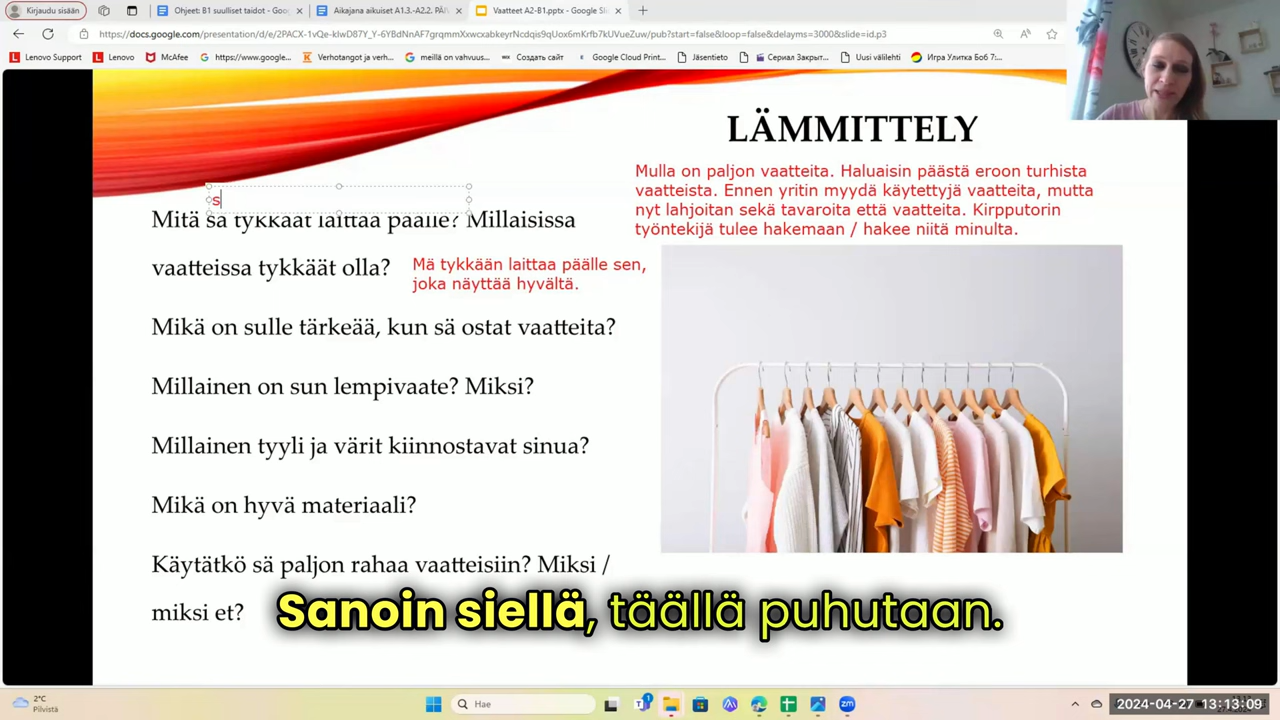 Kirjaudu sisään
Ohjeet: B1 suulliset taidot - Goog
Aikajana aikuiset A1.3.-A2.2. PÄI
Vaatteet A2-B1.pptx - Google Sli
https://docs.google.com/presentation/d/e/2PACX-1vQe-klwD87Y_Y-6YBdNnAF7grqmmXxwcxabkeyrNcdqis9qUox6mKrfb7kUVueZuw/pub?start=false&loop=false&delayms=3000&slide=id.p3
Lenovo Support
Lenovo
McAfee
https://www.google...
Verhotangot ja verh...
meillä on vahvuus...
Создать сайт
Google Cloud Print...
Jäsentieto
Сериал Закрыт...
Uusi välilehti
Игра Улитка Боб 7:...
LÄMMITTELY
Mulla on paljon vaatteita. Haluaisin päästä eroon turhista
vaatteista. Ennen yritin myydä käytettyjä vaatteita, mutta
nyt lahjoitan sekä tavaroita että vaatteita. Kirpputorin
työntekijä tulee hakemaan / hakee niitä minulta.
s
Mitä sä tykkäät laittaa päälle? Millaisissa
vaatteissa tykkäät olla?
Mä tykkään laittaa päälle sen,
joka näyttää hyvältä.
Mikä on sulle tärkeää, kun sä ostat vaatteita?
Millainen on sun lempivaate? Miksi?
Millainen tyyli ja värit kiinnostavat sinua?
Mikä on hyvä materiaali?
Käytätkö sä paljon rahaa vaatteisiin? Miksi /
miksi et?
Sanoin siellä, täällä puhutaan.
2°C
Pilvistä
Hae
2024-04-27 13:13:09